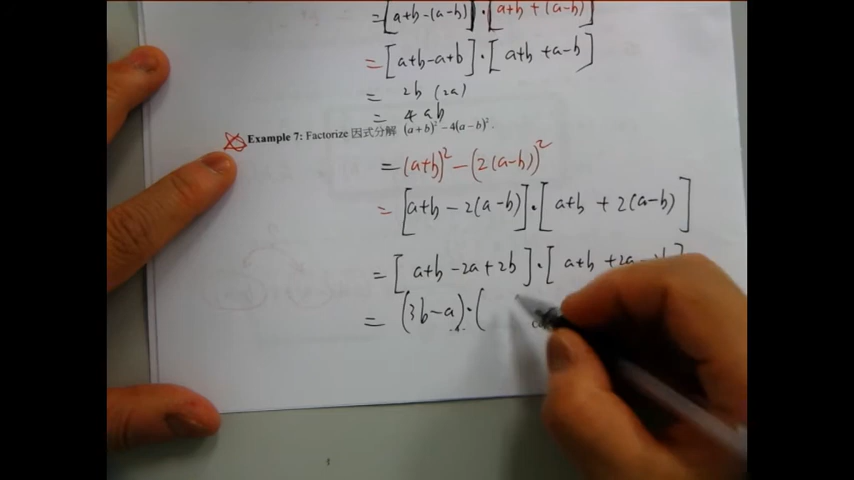 =[a+b-(a-b)]·[a+b+(a-b)]
=[a+b-a+b]·[a+b+a-b]
= 2b (2a)
= 4ab
Example 7: Factorize 因式分解 (a+b)²-4(a-b)².
=(a+b)²-(2(a-b))²
=[a+b-2(a-b)]·[a+b+2(a-b)]
=[a+b-2a+2b]·[a+b+2a
=(3b-a)·(